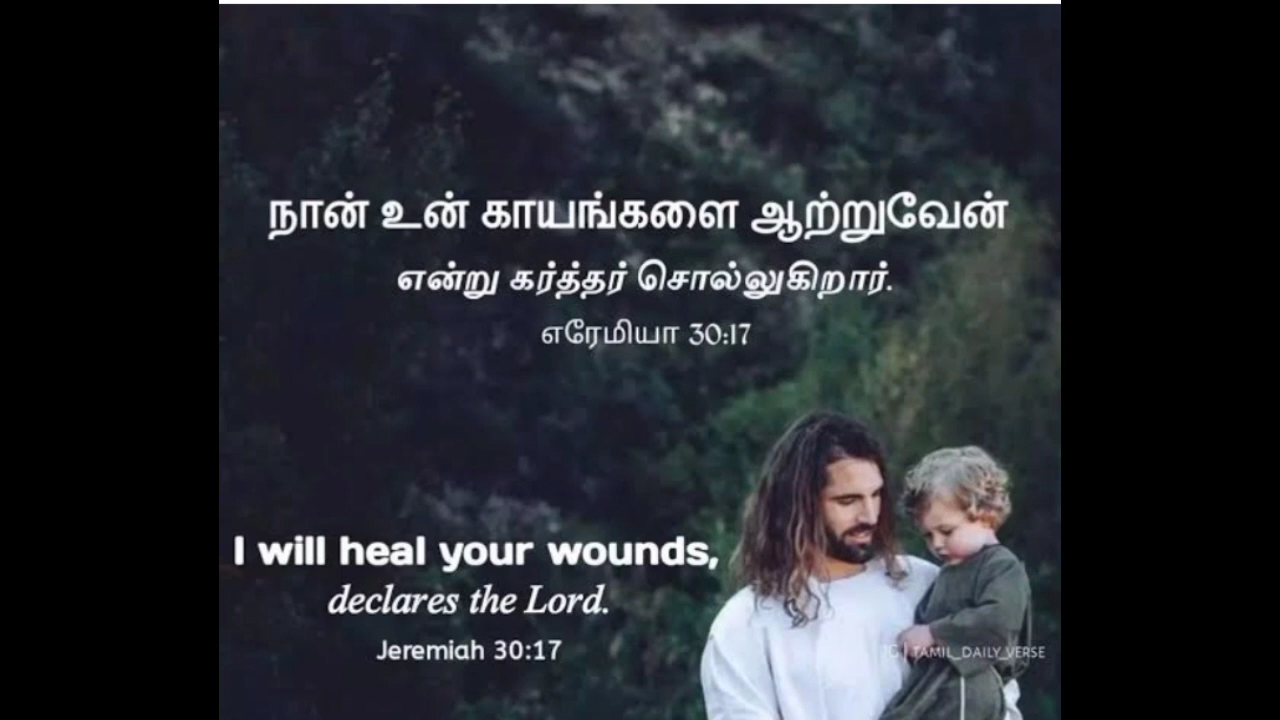 நான் உன் காயங்களை ஆற்றுவேன்
என்று கர்த்தர் சொல்லுகிறார்.
எரேமியா 30:17
I will heal your wounds,
declares the Lord.
Jeremiah 30:17
| TAMIL_DAILY_VERSE